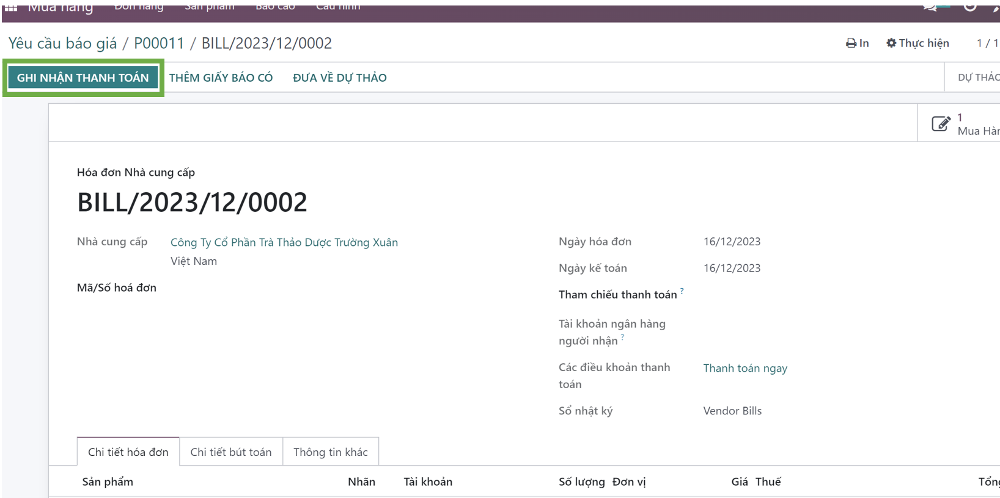 Mua hàng Đơn hàng Sản phẩm Báo cáo Cấu hình
Yêu cầu báo giá / P00011 / BILL/2023/12/0002
In Thực hiện 1 / 1
GHI NHẬN THANH TOÁN THÊM GIẤY BÁO CÓ ĐƯA VỀ DỰ THẢO
DỰ THẢO
1
Mua
Hóa đơn Nhà cung cấp
BILL/2023/12/0002
Nhà cung cấp Công Ty Cổ Phần Trà Thảo Dược Trường Xuân
Việt Nam
Mã/Số hoá đơn
Ngày hóa đơn 16/12/2023
Ngày kế toán 16/12/2023
Tham chiếu thanh toán ?
Tài khoản ngân hàng
người nhận ?
Các điều khoản thanh Thanh toán ngay
toán
Sổ nhật ký Vendor Bills
Chi tiết hóa đơn Chi tiết bút toán Thông tin khác
Sản phẩm Nhãn Tài khoản Số lượng Đơn vị Giá Thuế